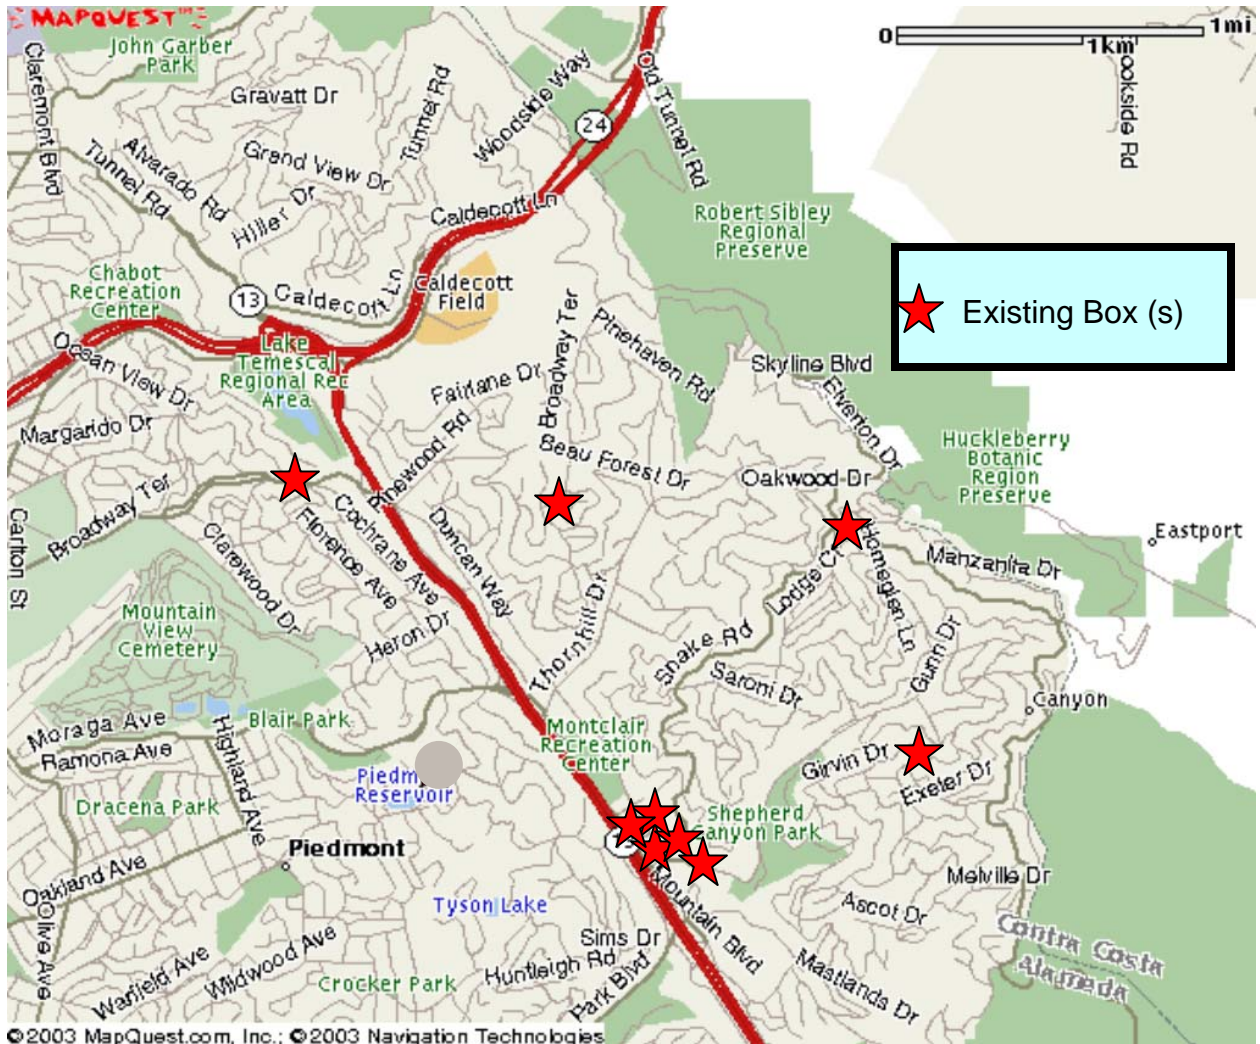 MAPQUEST
John Garber
Park
Claremont Blvd
Gravatt Dr
Tunnel Rd
Woodside Way
Old Tunnel Rd
24
0
1mi
1km
ookside Rd
Tunnel Rd
Alvarado Rd
Grand View Dr
Hiller Dr
Caldecott Ln
Robert Sibley
Regional
Preserve
Chabot
Recreation
Center
13
Caldecott Ln
Caldecott
Field
Existing Box (s)
Broadway Ter
Pinehaven Rd
Ocean View Dr
Lake
Temescal
Regional Rec
Area
Fairlane Dr
Skyline Blvd
Elverton Dr
Margarido Dr
Pinewood Rd
Beau Forest Dr
Oakwood Dr
Huckleberry
Botanic
Region
Preserve
Broadway Ter
Carlton St
Clarewood Dr
Florence Ave
Cochrane Ave
Duncan Way
Homeglen Ln
Manzanita Dr
Eastport
Lodge C
Mountain
View
Cemetery
Heron Dr
Thornhill Dr
Snake Rd
Gunn Dr
Saroni Dr
Canyon
Moraga Ave
Ramona Ave
Highland Ave
Blair Park
Montclair
Recreation
Center
Girvin Dr
Exeter Dr
Piedm
Reservoir
Dracena Park
Shepherd
Canyon Park
Piedmont
Oakland Ave
Olive Ave
Tyson Lake
Mountain Blvd
Melville Dr
Ascot Dr
Contra Costa
Alameda
Sims Dr
Huntleigh Rd
Park Blvd
Mastlands Dr
Warfield Ave
Wildwood Ave
Crocker Park
©2003 MapQuest.com, Inc.; ©2003 Navigation Technologies